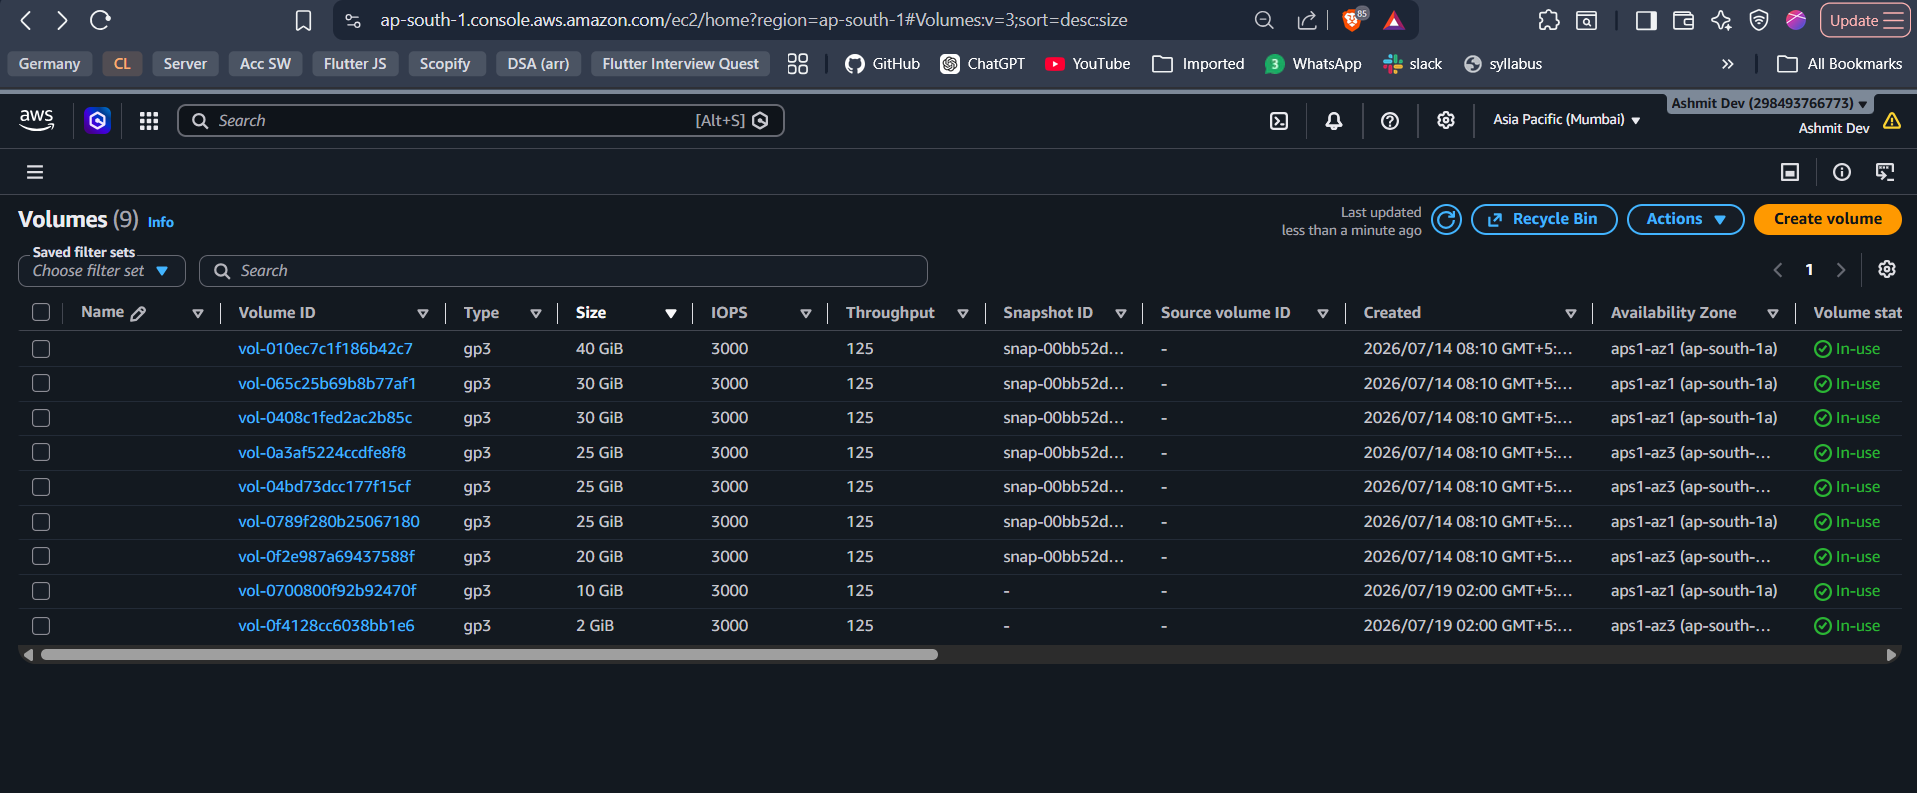 ap-south-1.console.aws.amazon.com/ec2/home?region=ap-south-1#Volumes:v=3;sort=desc:size 85 Update
Germany CL Server Acc SW Flutter JS Scopify DSA (arr) Flutter Interview Quest GitHub ChatGPT YouTube Imported 3 WhatsApp slack syllabus » All Bookmarks
aws Search [Alt+S] Asia Pacific (Mumbai) Ashmit Dev (298493766773)
Ashmit Dev
Volumes (9) Info Last updated less than a minute ago Recycle Bin Actions Create volume
Saved filter sets
Choose filter set Search 1
Name Volume ID Type Size IOPS Throughput Snapshot ID Source volume ID Created Availability Zone Volume stat
vol-010ec7c1f186b42c7 gp3 40 GiB 3000 125 snap-00bb52d... - 2026/07/14 08:10 GMT+5:... aps1-az1 (ap-south-1a) In-use
vol-065c25b69b8b77af1 gp3 30 GiB 3000 125 snap-00bb52d... - 2026/07/14 08:10 GMT+5:... aps1-az1 (ap-south-1a) In-use
vol-0408c1fed2ac2b85c gp3 30 GiB 3000 125 snap-00bb52d... - 2026/07/14 08:10 GMT+5:... aps1-az1 (ap-south-1a) In-use
vol-0a3af5224ccdfe8f8 gp3 25 GiB 3000 125 snap-00bb52d... - 2026/07/14 08:10 GMT+5:... aps1-az3 (ap-south-... In-use
vol-04bd73dcc177f15cf gp3 25 GiB 3000 125 snap-00bb52d... - 2026/07/14 08:10 GMT+5:... aps1-az3 (ap-south-... In-use
vol-0789f280b25067180 gp3 25 GiB 3000 125 snap-00bb52d... - 2026/07/14 08:10 GMT+5:... aps1-az1 (ap-south-1a) In-use
vol-0f2e987a69437588f gp3 20 GiB 3000 125 snap-00bb52d... - 2026/07/14 08:10 GMT+5:... aps1-az3 (ap-south-... In-use
vol-0700800f92b92470f gp3 10 GiB 3000 125 - - 2026/07/19 02:00 GMT+5:... aps1-az1 (ap-south-1a) In-use
vol-0f4128cc6038bb1e6 gp3 2 GiB 3000 125 - - 2026/07/19 02:00 GMT+5:... aps1-az3 (ap-south-... In-use